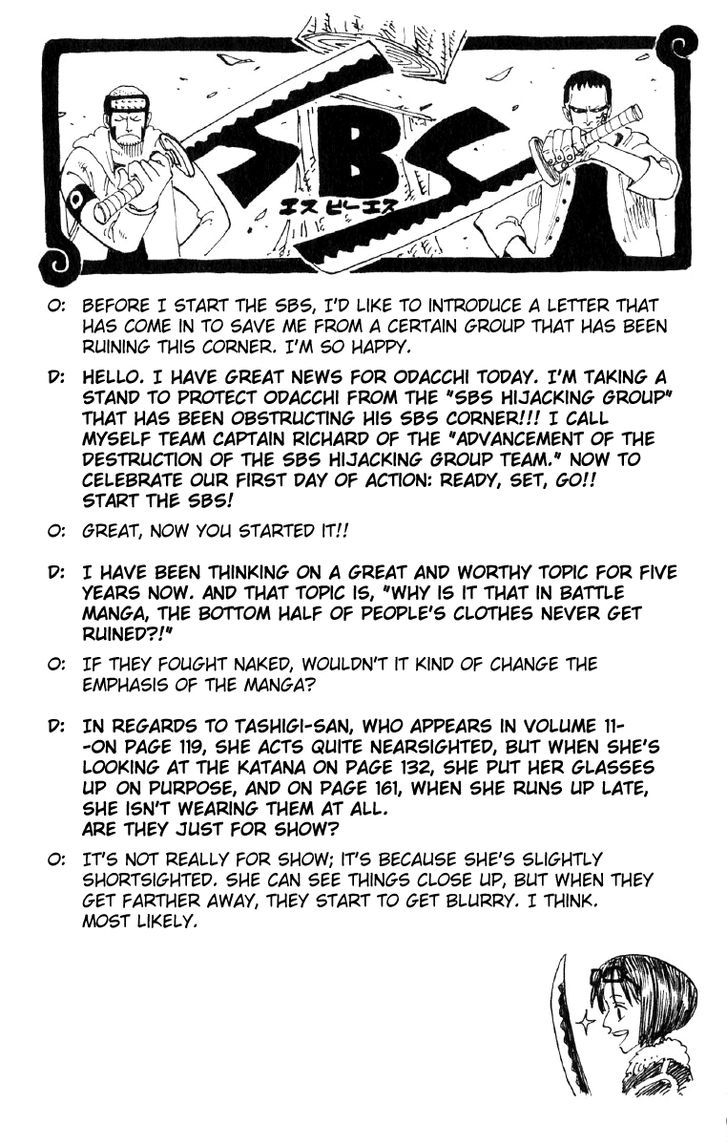 SBS
エス ビー エス
O: BEFORE I START THE SBS, I'D LIKE TO INTRODUCE A LETTER THAT
HAS COME IN TO SAVE ME FROM A CERTAIN GROUP THAT HAS BEEN
RUINING THIS CORNER. I'M SO HAPPY.
D: HELLO. I HAVE GREAT NEWS FOR ODACCHI TODAY. I'M TAKING A
STAND TO PROTECT ODACCHI FROM THE "SBS HIJACKING GROUP"
THAT HAS BEEN OBSTRUCTING HIS SBS CORNER!!! I CALL
MYSELF TEAM CAPTAIN RICHARD OF THE "ADVANCEMENT OF THE
DESTRUCTION OF THE SBS HIJACKING GROUP TEAM." NOW TO
CELEBRATE OUR FIRST DAY OF ACTION: READY, SET, GO!!
START THE SBS!
O: GREAT, NOW YOU STARTED IT!!
D: I HAVE BEEN THINKING ON A GREAT AND WORTHY TOPIC FOR FIVE
YEARS NOW. AND THAT TOPIC IS, "WHY IS IT THAT IN BATTLE
MANGA, THE BOTTOM HALF OF PEOPLE'S CLOTHES NEVER GET
RUINED?!"
O: IF THEY FOUGHT NAKED, WOULDN'T IT KIND OF CHANGE THE
EMPHASIS OF THE MANGA?
D: IN REGARDS TO TASHIGI-SAN, WHO APPEARS IN VOLUME 11-
-ON PAGE 119, SHE ACTS QUITE NEARSIGHTED, BUT WHEN SHE'S
LOOKING AT THE KATANA ON PAGE 132, SHE PUT HER GLASSES
UP ON PURPOSE, AND ON PAGE 161, WHEN SHE RUNS UP LATE,
SHE ISN'T WEARING THEM AT ALL.
ARE THEY JUST FOR SHOW?
O: IT'S NOT REALLY FOR SHOW; IT'S BECAUSE SHE'S SLIGHTLY
SHORTSIGHTED. SHE CAN SEE THINGS CLOSE UP, BUT WHEN THEY
GET FARTHER AWAY, THEY START TO GET BLURRY. I THINK.
MOST LIKELY.